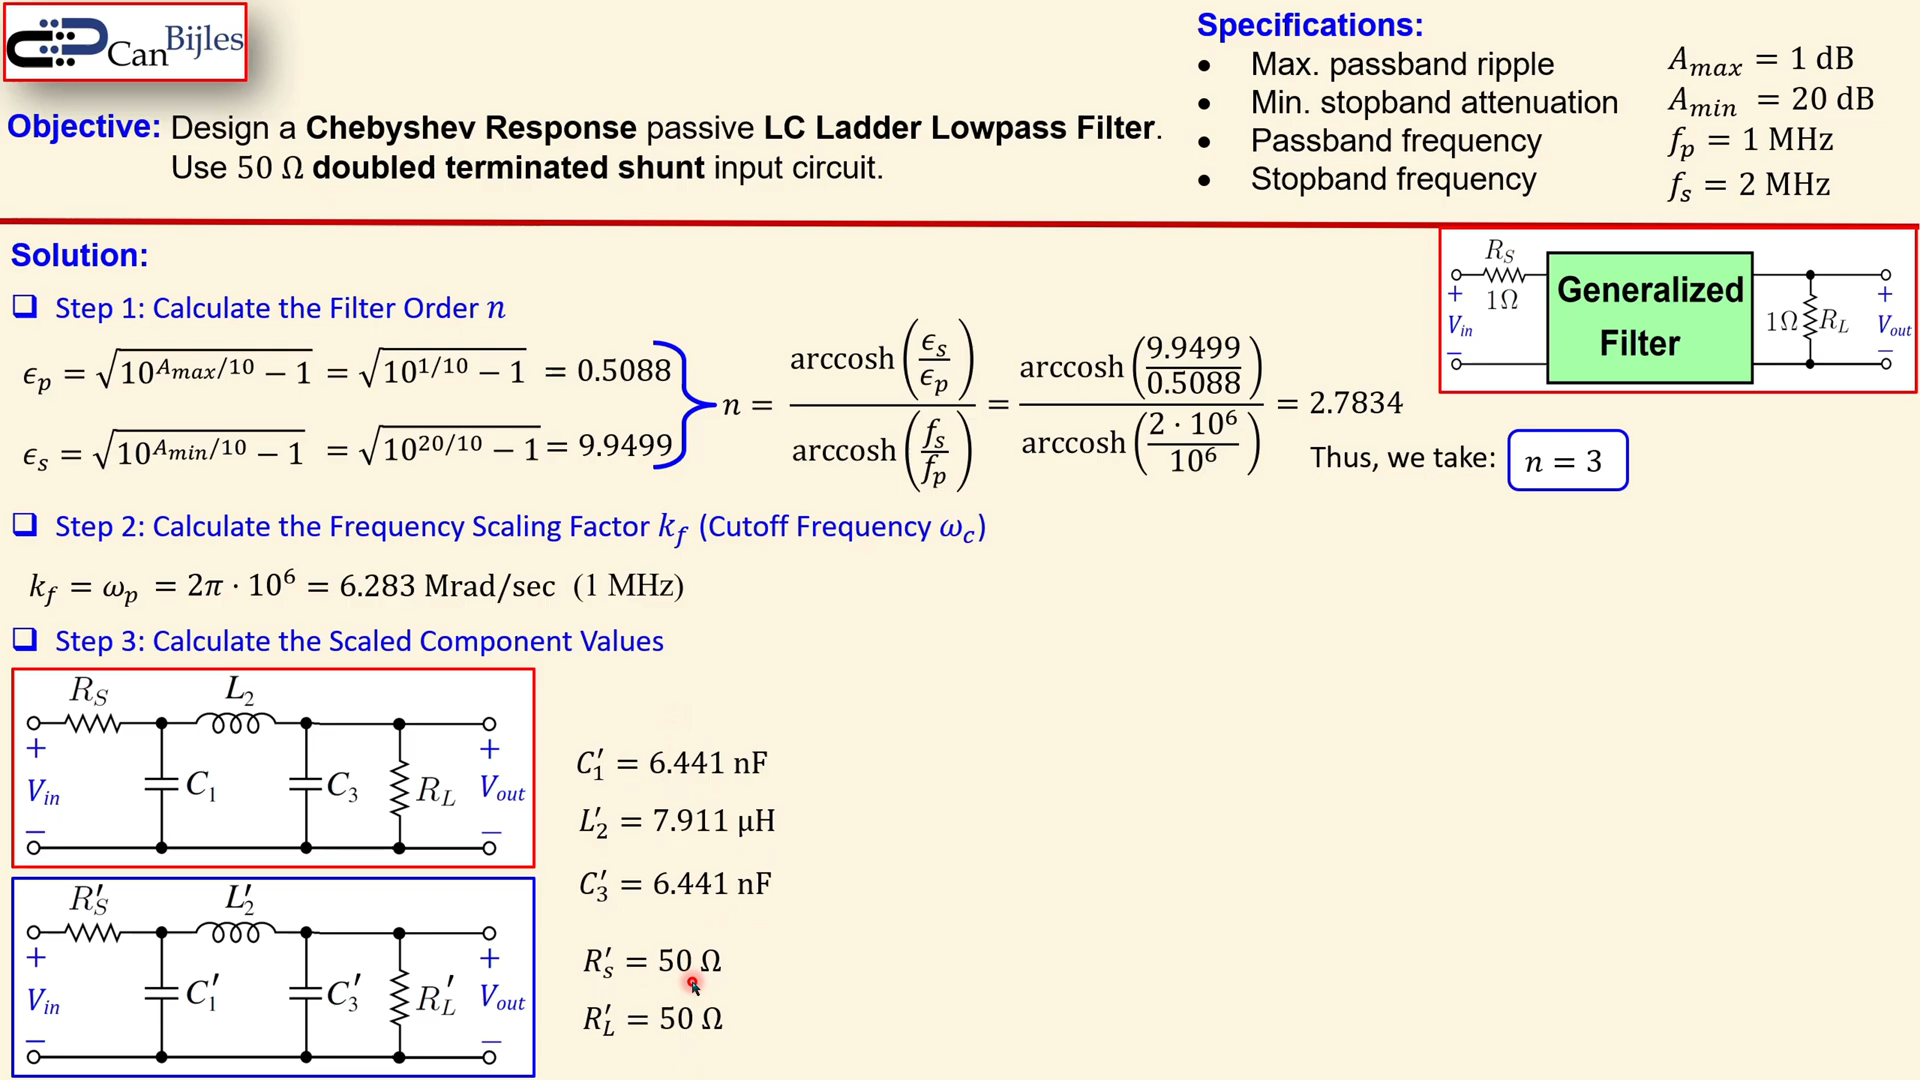 CanBijles
Objective: Design a Chebyshev Response passive LC Ladder Lowpass Filter.
Use 50 Ω doubled terminated shunt input circuit.
Specifications:
• Max. passband ripple A_max = 1 dB
• Min. stopband attenuation A_min = 20 dB
• Passband frequency f_p = 1 MHz
• Stopband frequency f_s = 2 MHz
Solution:
❑ Step 1: Calculate the Filter Order n
ϵ_p = √(10^(A_max/10) − 1) = √(10^(1/10) − 1) = 0.5088
ϵ_s = √(10^(A_min/10) − 1) = √(10^(20/10) − 1) = 9.9499
n = arccosh(ϵ_s/ϵ_p) / arccosh(f_s/f_p) = arccosh(9.9499/0.5088) / arccosh(2 · 10⁶/10⁶) = 2.7834
Thus, we take: n = 3
R_S
1Ω
+ V_in −
Generalized
Filter
1Ω R_L
+ V_out −
❑ Step 2: Calculate the Frequency Scaling Factor k_f (Cutoff Frequency ω_c)
k_f = ω_p = 2π · 10⁶ = 6.283 Mrad/sec (1 MHz)
❑ Step 3: Calculate the Scaled Component Values
R_S L_2
+ V_in − C_1 C_3 R_L + V_out −
R′_S L′_2
+ V_in − C′_1 C′_3 R′_L + V_out −
C′_1 = 6.441 nF
L′_2 = 7.911 μH
C′_3 = 6.441 nF
R′_s = 50 Ω
R′_L = 50 Ω